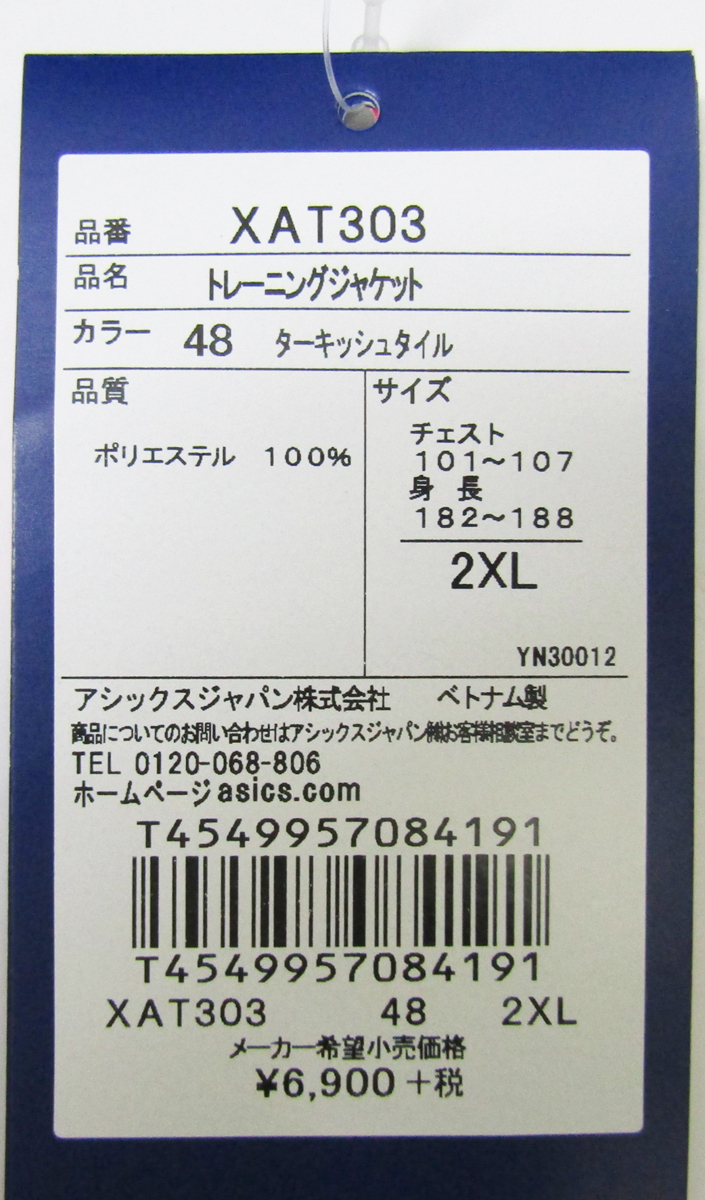 品番 XAT303
品名 トレーニングジャケット
カラー 48 ターキッシュタイル
品質
ポリエステル 100%
サイズ
チェスト
101～107
身 長
182～188
2XL
YN30012
アシックスジャパン株式会社 ベトナム製
商品についてのお問い合わせはアシックスジャパン㈱お客様相談室までどうぞ。
TEL 0120-068-806
ホームページasics.com
T4549957084191
T4549957084191
XAT303 48 2XL
メーカー希望小売価格
¥6,900+税